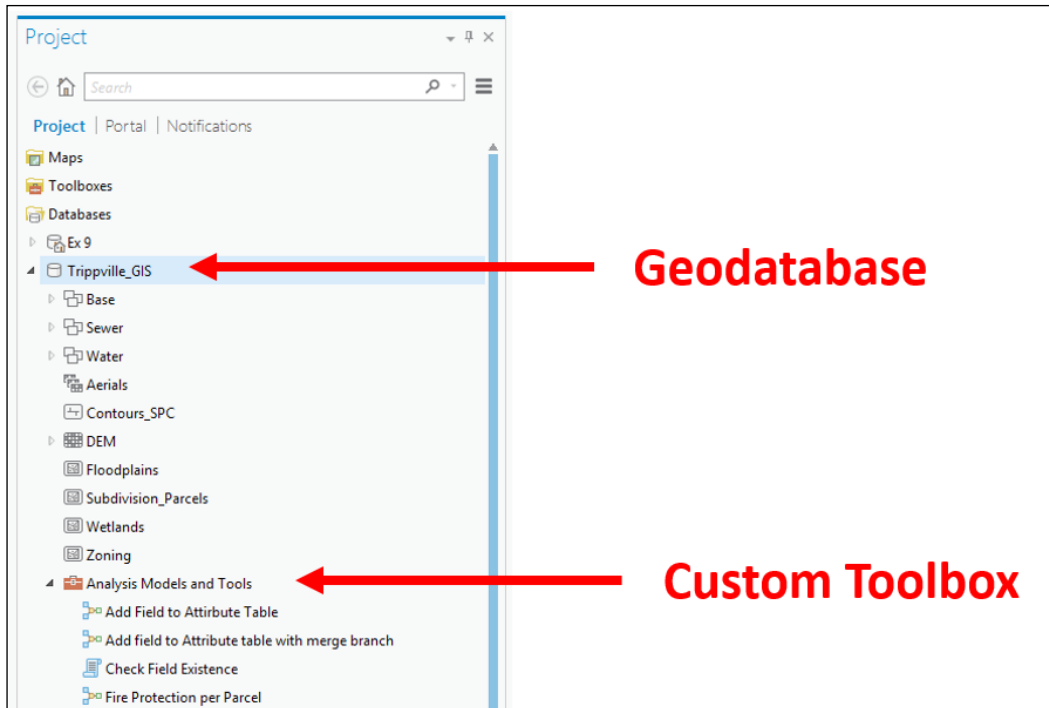 Project
Search
Project | Portal | Notifications
Maps
Toolboxes
Databases
Ex 9
Trippville_GIS
Geodatabase
Base
Sewer
Water
Aerials
Contours_SPC
DEM
Floodplains
Subdivision_Parcels
Wetlands
Zoning
Analysis Models and Tools
Custom Toolbox
Add Field to Attirbute Table
Add field to Attribute table with merge branch
Check Field Existence
Fire Protection per Parcel